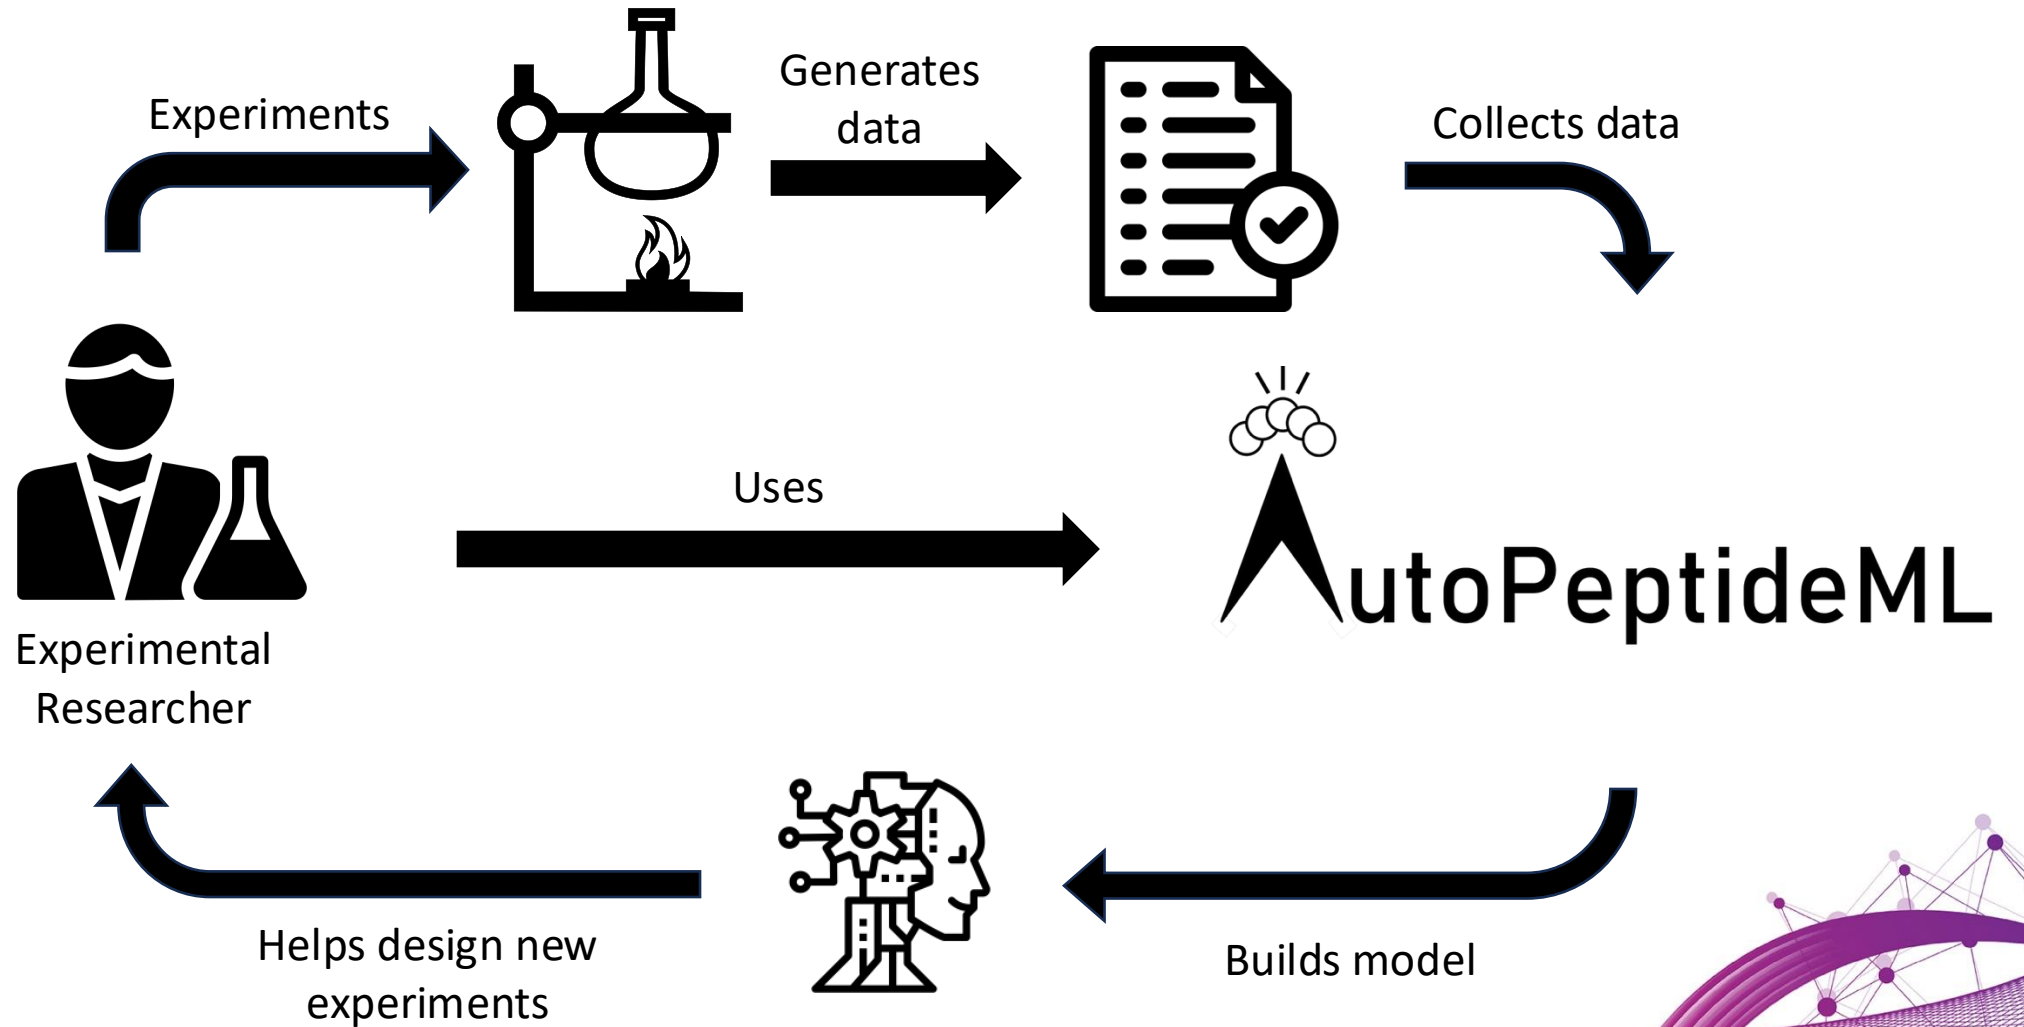 Experiments
Generates
data
Collects data
Uses
AutoPeptideML
Experimental
Researcher
Helps design new
experiments
Builds model